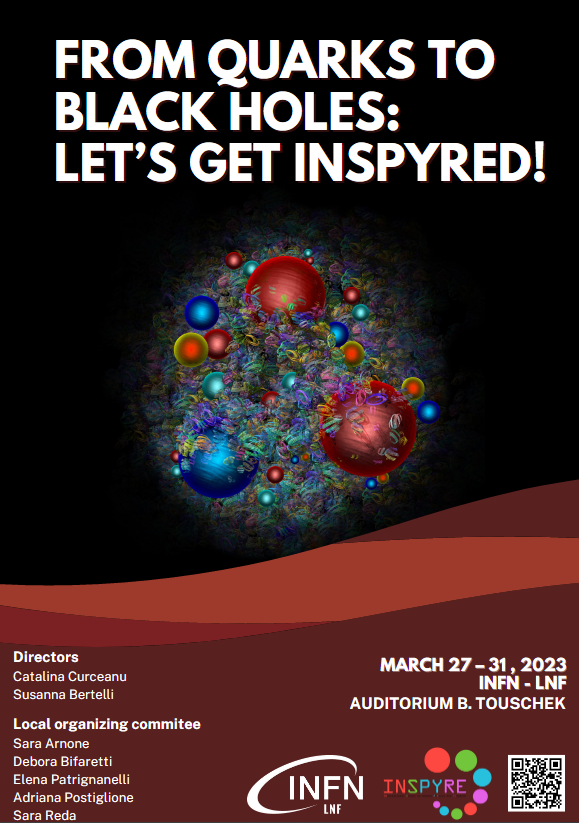 FROM QUARKS TO
BLACK HOLES:
LET'S GET INSPYRED!
Directors
Catalina Curceanu
Susanna Bertelli
Local organizing commitee
Sara Arnone
Debora Bifaretti
Elena Patrignanelli
Adriana Postiglione
Sara Reda
MARCH 27 – 31 , 2023
INFN - LNF
AUDITORIUM B. TOUSCHEK
INFN
LNF
INSPYRE